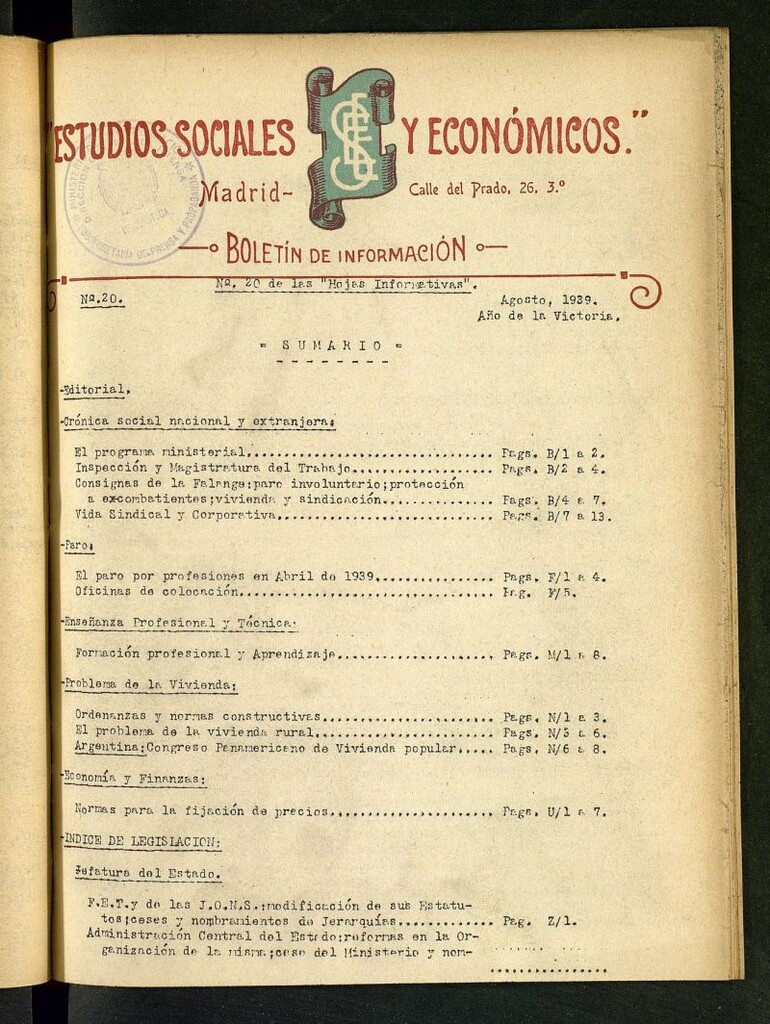 "ESTUDIOS SOCIALES Y ECONÓMICOS."
Madrid- Calle del Prado, 26, 3.º
BOLETÍN DE INFORMACIÓN
Nº. 20 de las "Hojas Informativas".
Nº.20. Agosto, 1939.
Año de la Victoria.
= S U M A R I O =
-Editorial.
-Crónica social nacional y extranjera:
El programa ministerial................................ Pags. B/1 a 2.
Inspección y Magistratura del Trabajo.................. Pags. B/2 a 4.
Consignas de la Falange:paro involuntario;protección
a excombatientes;vivienda y sindicación.............. Pags. B/4 a 7.
Vida Sindical y Corporativa............................ Pags. B/7 a 13.
-Paro:
El paro por profesiones en Abril de 1939............... Pags. F/1 a 4.
Oficinas de colocación................................. Pag. F/5.
-Enseñanza Profesional y Técnica:
Formación profesional y Aprendizaje.................... Pags. M/1 a 8.
-Problema de la Vivienda:
Ordenanzas y normas constructivas...................... Pags. N/1 a 3.
El problema de la vivienda rural....................... Pags. N/3 a 6.
Argentina:Congreso Panamericano de Vivienda popular..... Pags. N/6 a 8.
-Economía y Finanzas:
Normas para la fijación de precios..................... Pags. U/1 a 7.
-INDICE DE LEGISLACION:
Jefatura del Estado.
F.E.T.y de las J.O.N.S.:modificación de sus Estatu-
tos;ceses y nombramientos de Jerarquías............. Pag. Z/1.
Administración Central del Estado:reformas en la Or-
ganización de la misma;cese del Ministerio y nom-